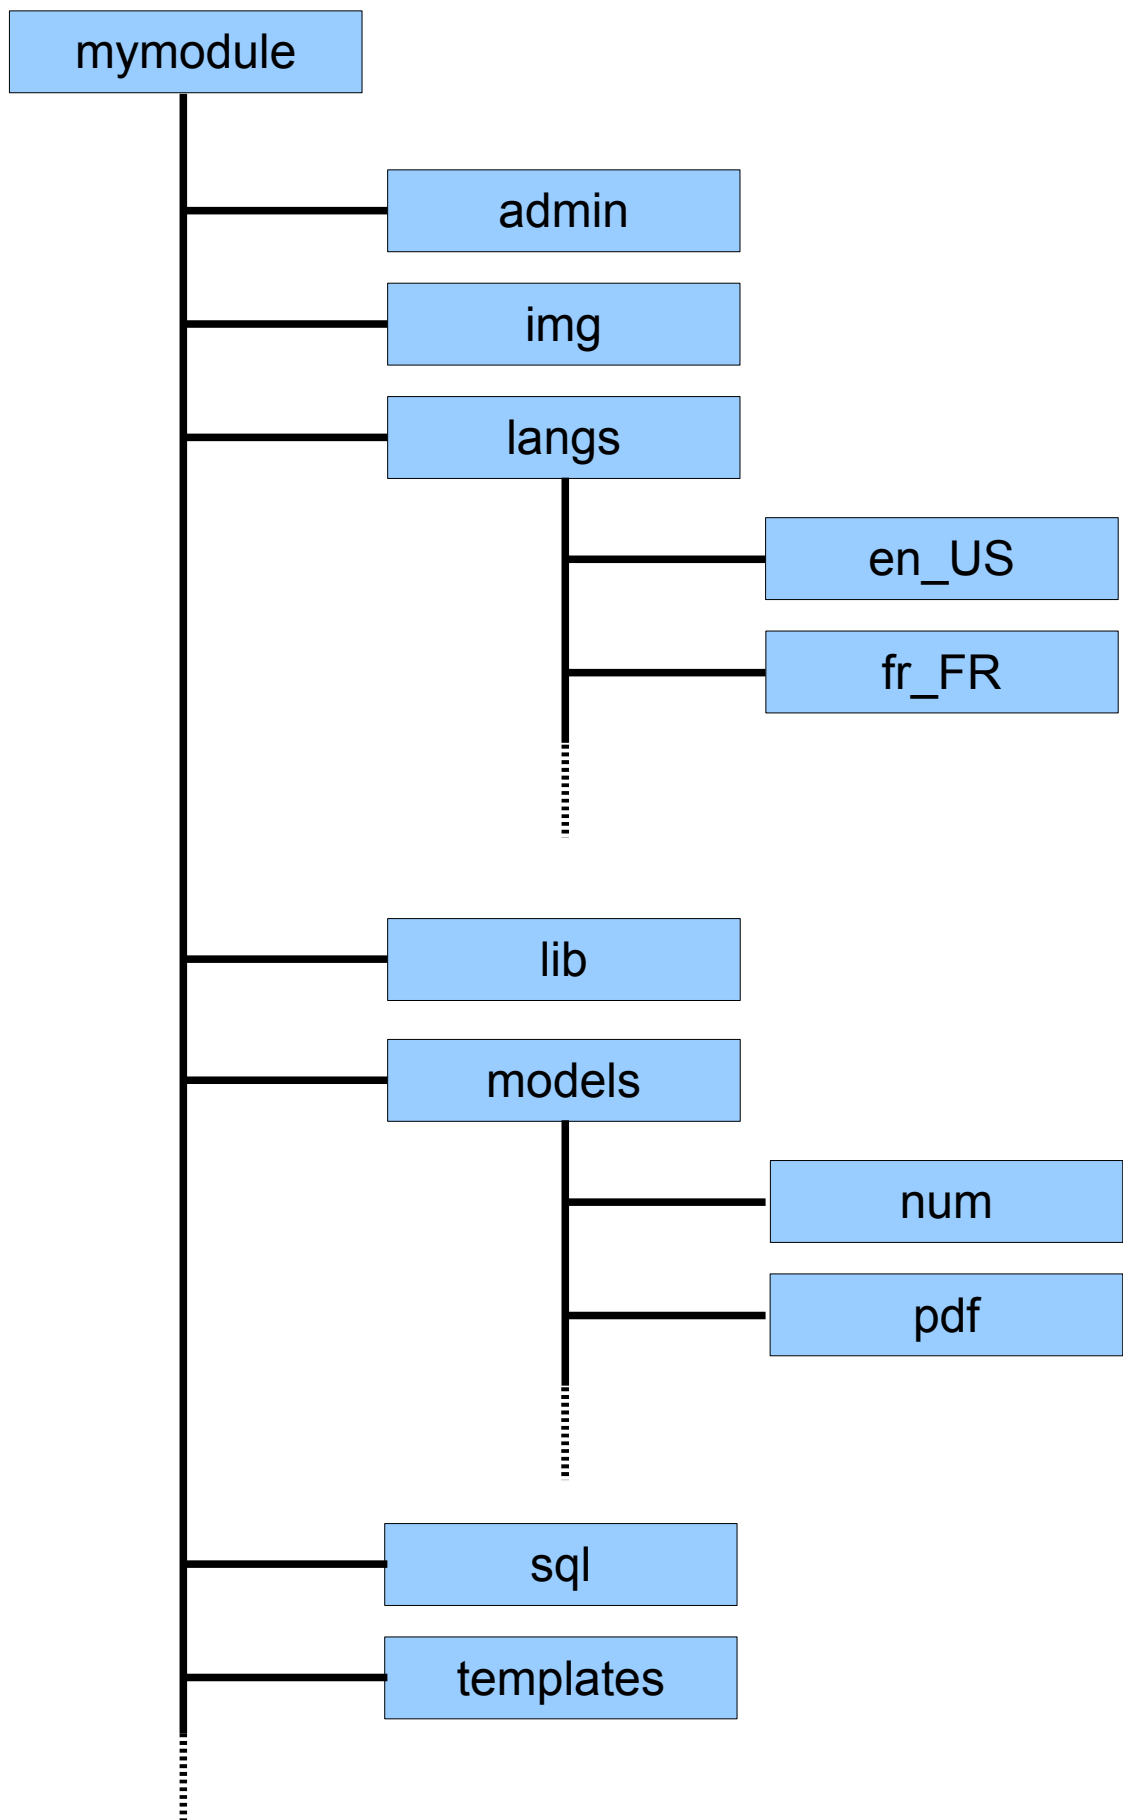 mymodule
admin
img
langs
en_US
fr_FR
lib
models
num
pdf
sql
templates